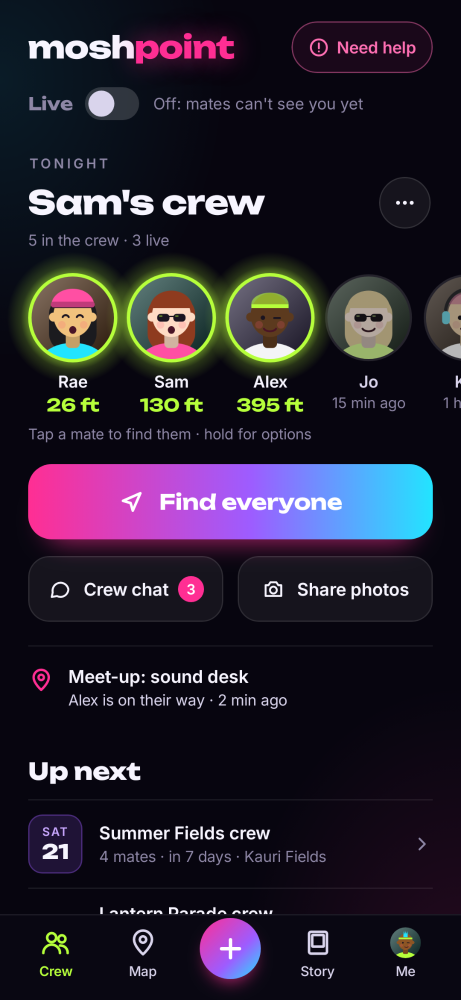 moshpoint
Need help
Live
Off: mates can't see you yet
TONIGHT
Sam's crew
5 in the crew · 3 live
Rae
Sam
Alex
Jo
K
26 ft
130 ft
395 ft
15 min ago
1 h
Tap a mate to find them · hold for options
Find everyone
Crew chat 3
Share photos
Meet-up: sound desk
Alex is on their way · 2 min ago
Up next
SAT
21
Summer Fields crew
4 mates · in 7 days · Kauri Fields
Lantern Parade crew
Crew
Map
Story
Me